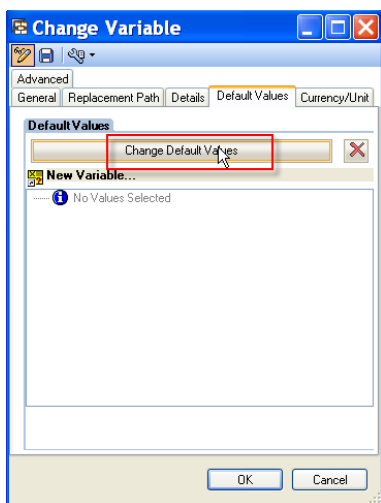 Change Variable
Advanced
General Replacement Path Details Default Values Currency/Unit
Default Values
Change Default Values
New Variable...
No Values Selected
OK Cancel